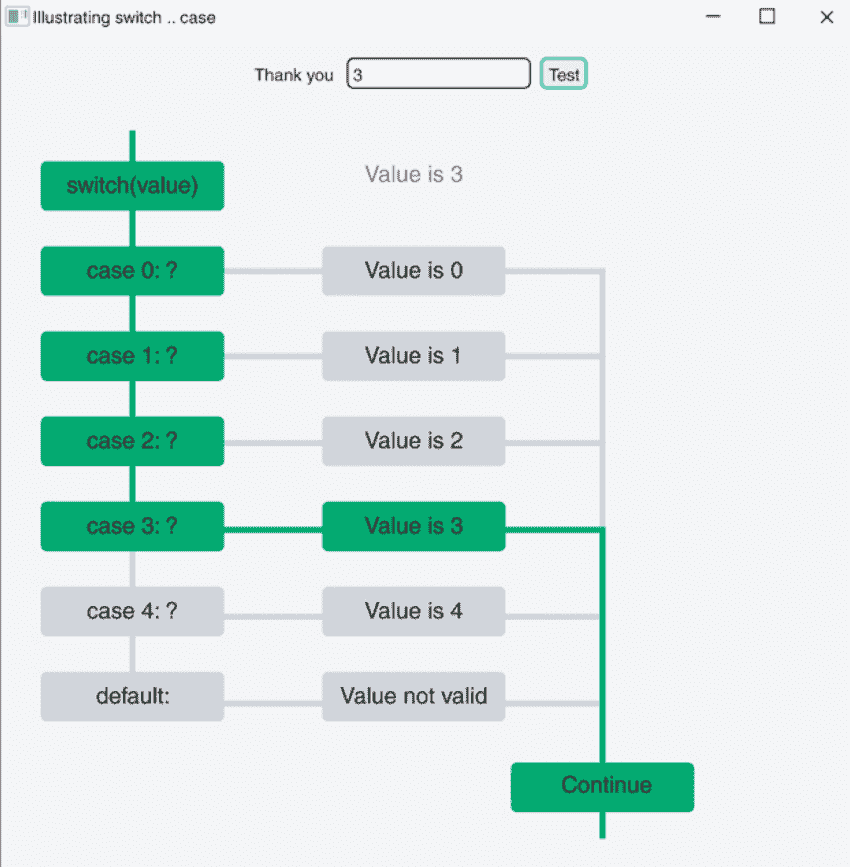 Illustrating switch .. case
Thank you 3 Test
switch(value) Value is 3
case 0: ? Value is 0
case 1: ? Value is 1
case 2: ? Value is 2
case 3: ? Value is 3
case 4: ? Value is 4
default: Value not valid
Continue